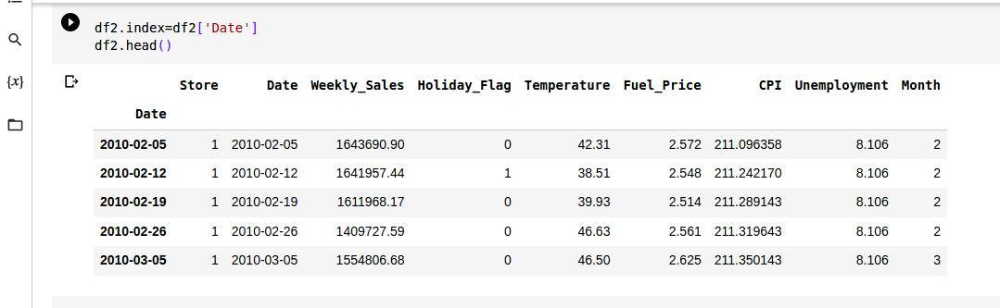 df2.index=df2['Date']
df2.head()
{x}
Store Date Weekly_Sales Holiday_Flag Temperature Fuel_Price CPI Unemployment Month
Date
2010-02-05 1 2010-02-05 1643690.90 0 42.31 2.572 211.096358 8.106 2
2010-02-12 1 2010-02-12 1641957.44 1 38.51 2.548 211.242170 8.106 2
2010-02-19 1 2010-02-19 1611968.17 0 39.93 2.514 211.289143 8.106 2
2010-02-26 1 2010-02-26 1409727.59 0 46.63 2.561 211.319643 8.106 2
2010-03-05 1 2010-03-05 1554806.68 0 46.50 2.625 211.350143 8.106 3